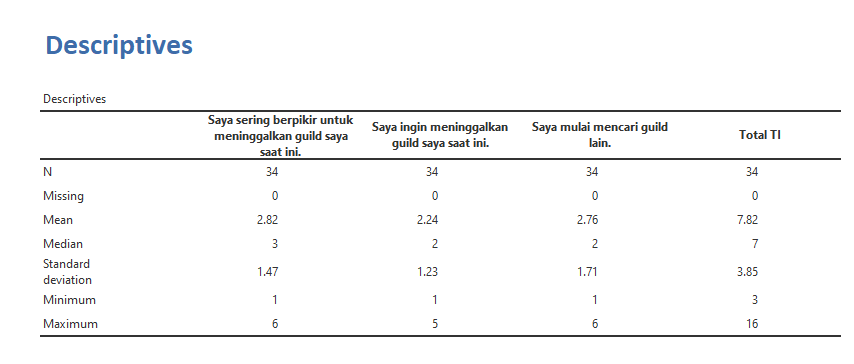 Descriptives
Descriptives
Saya sering berpikir untuk meninggalkan guild saya saat ini. Saya ingin meninggalkan guild saya saat ini. Saya mulai mencari guild lain. Total TI
N 34 34 34 34
Missing 0 0 0 0
Mean 2.82 2.24 2.76 7.82
Median 3 2 2 7
Standard deviation 1.47 1.23 1.71 3.85
Minimum 1 1 1 3
Maximum 6 5 6 16